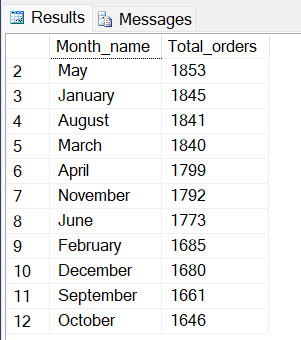 Results Messages
Month_name Total_orders
2 May 1853
3 January 1845
4 August 1841
5 March 1840
6 April 1799
7 November 1792
8 June 1773
9 February 1685
10 December 1680
11 September 1661
12 October 1646